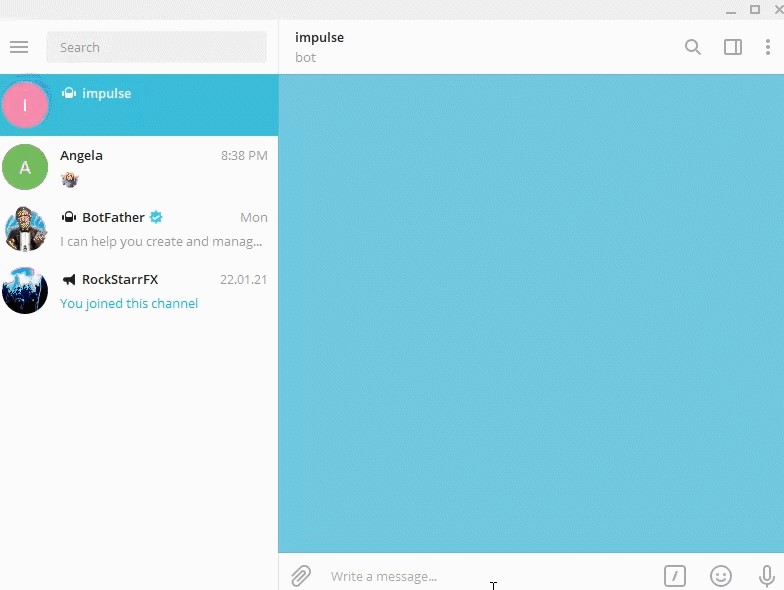 Search
impulse
bot
I
impulse
A
Angela
8:38 PM
BotFather
Mon
I can help you create and manag...
RockStarrFX
22.01.21
You joined this channel
Write a message...